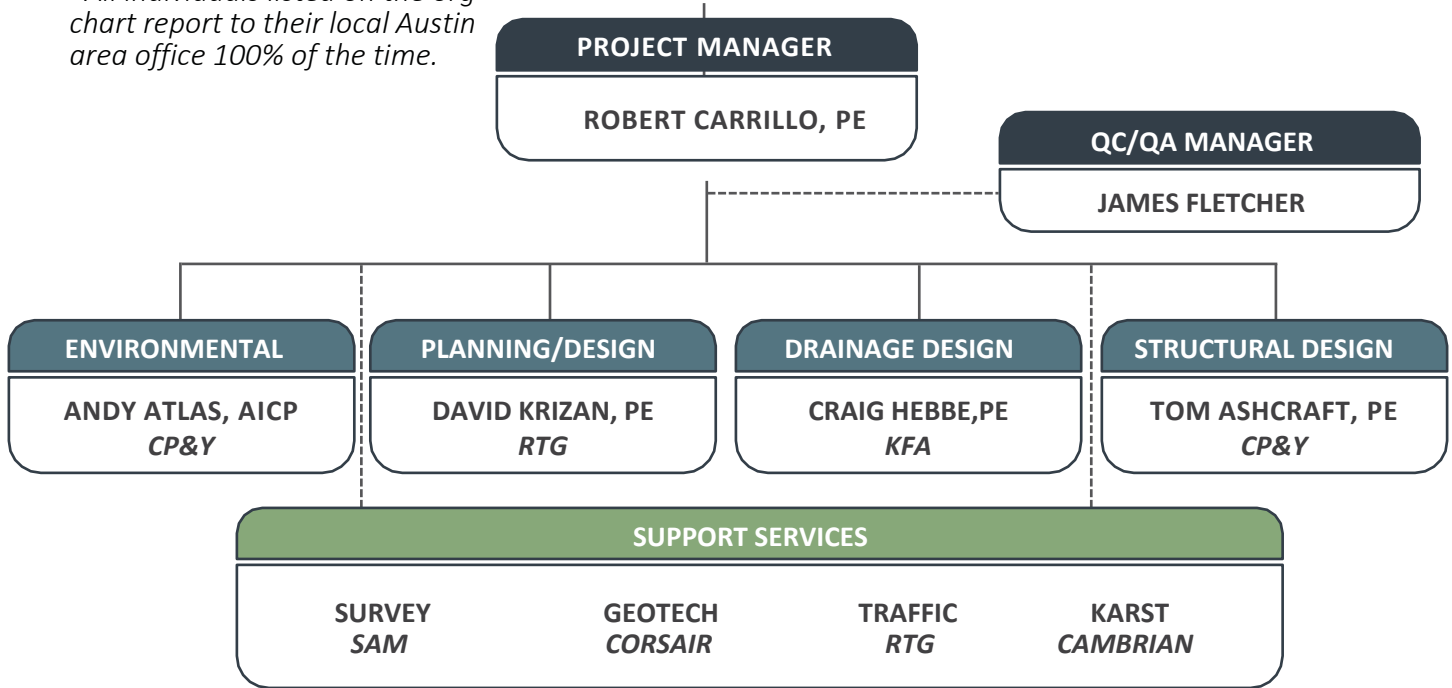 chart report to their local Austin
area office 100% of the time.
PROJECT MANAGER
ROBERT CARRILLO, PE
QC/QA MANAGER
JAMES FLETCHER
ENVIRONMENTAL
ANDY ATLAS, AICP
CP&Y
PLANNING/DESIGN
DAVID KRIZAN, PE
RTG
DRAINAGE DESIGN
CRAIG HEBBE,PE
KFA
STRUCTURAL DESIGN
TOM ASHCRAFT, PE
CP&Y
SUPPORT SERVICES
SURVEY
SAM
GEOTECH
CORSAIR
TRAFFIC
RTG
KARST
CAMBRIAN